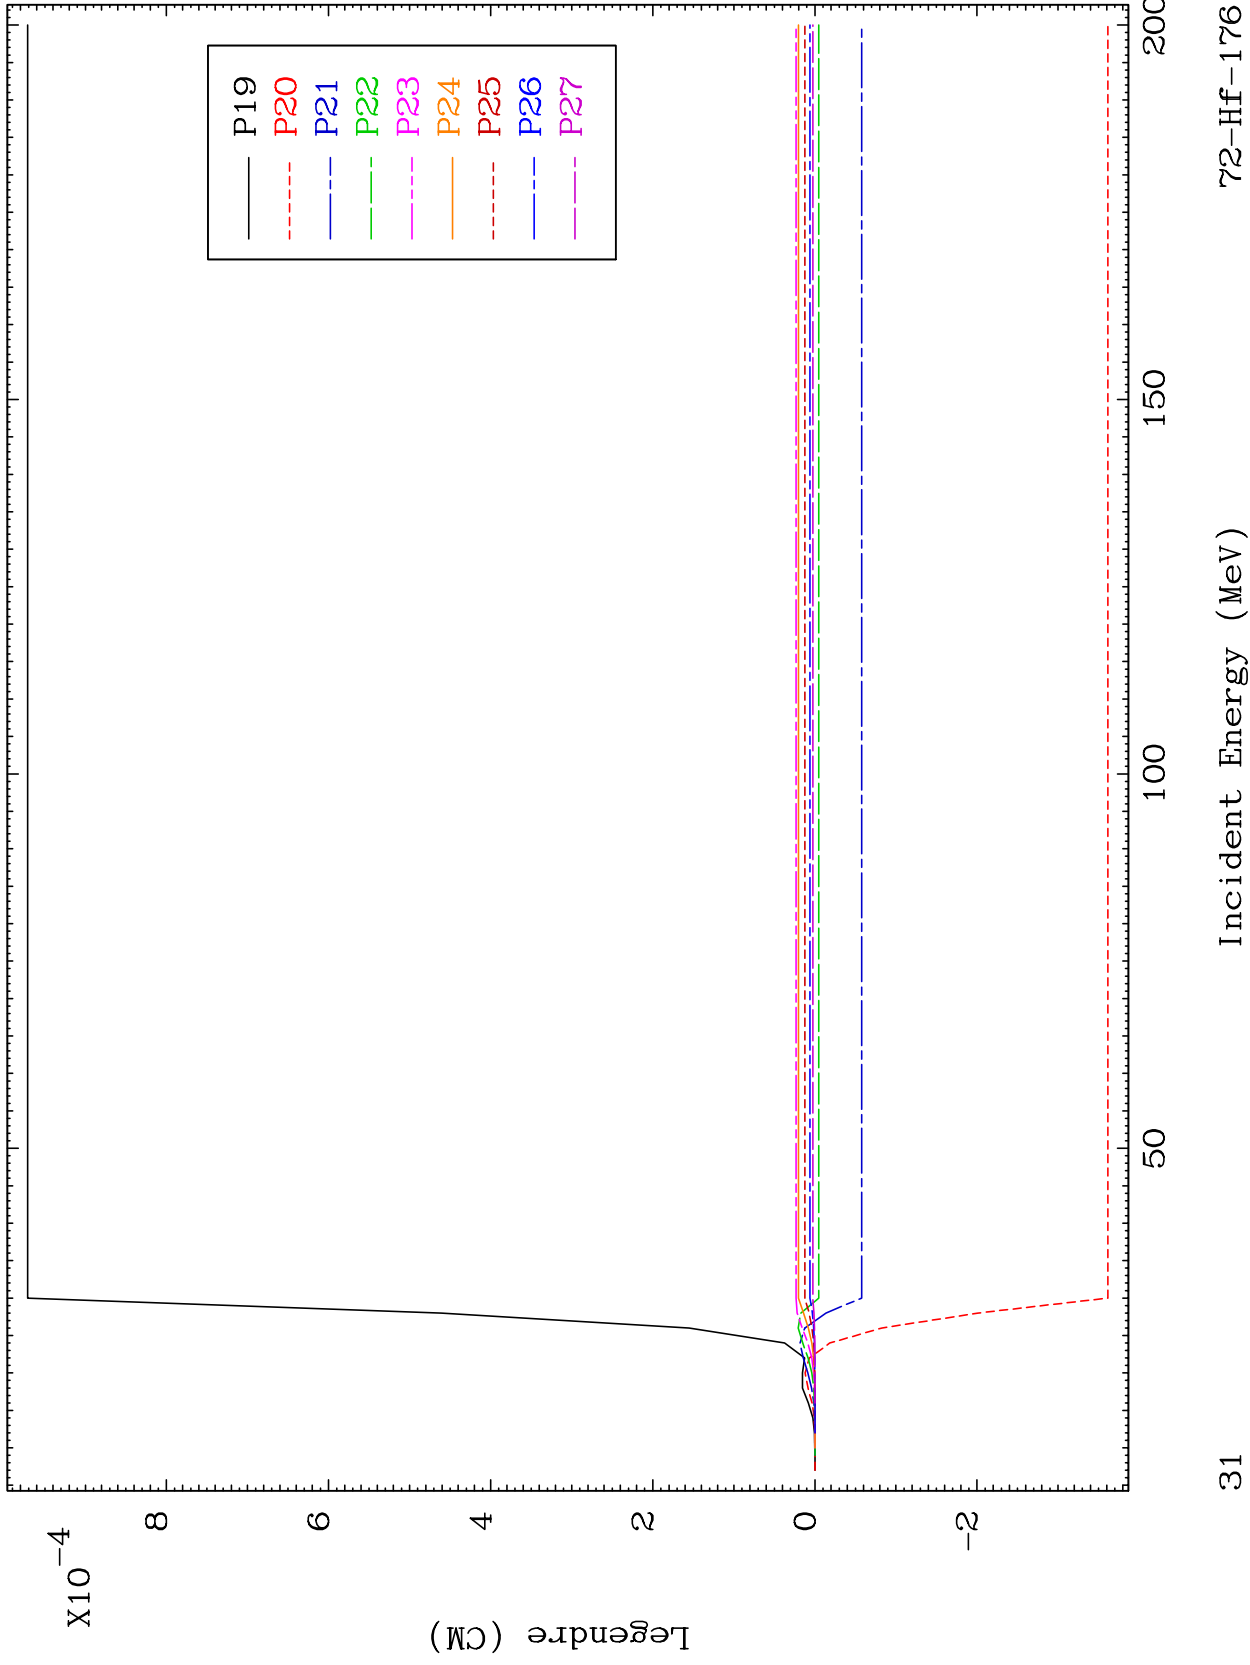 X10-4
8
6
4
2
0
-2
Legendre (CM)
P19
P20
P21
P22
P23
P24
P25
P26
P27
50
100
150
200
31
Incident Energy (MeV)
72-Hf-176